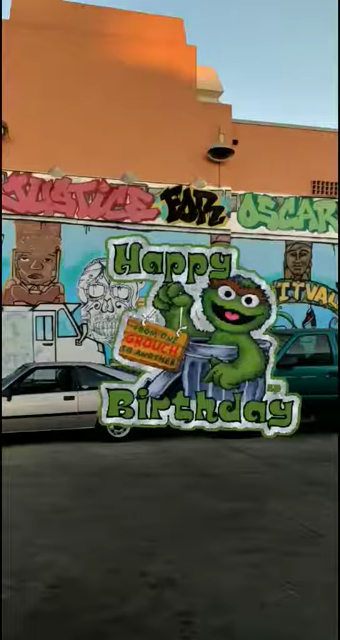 JUSTICE FOR OSCAR
Happy
FROM ONE
GROUCH
TO ANOTHER
Birthday